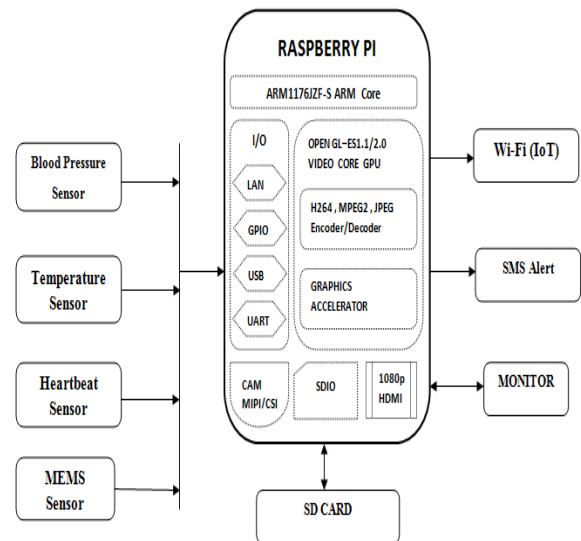 RASPBERRY PI
ARM1176JZF-S ARM Core
I/O
LAN
GPIO
USB
UART
OPEN GL-ES1.1/2.0
VIDEO CORE GPU
H264 , MPEG2 , JPEG
Encoder/Decoder
GRAPHICS
ACCELERATOR
CAM
MIPI/CSI
SDIO
1080p
HDMI
Blood Pressure
Sensor
Temperature
Sensor
Heartbeat
Sensor
MEMS
Sensor
Wi-Fi (IoT)
SMS Alert
MONITOR
SD CARD